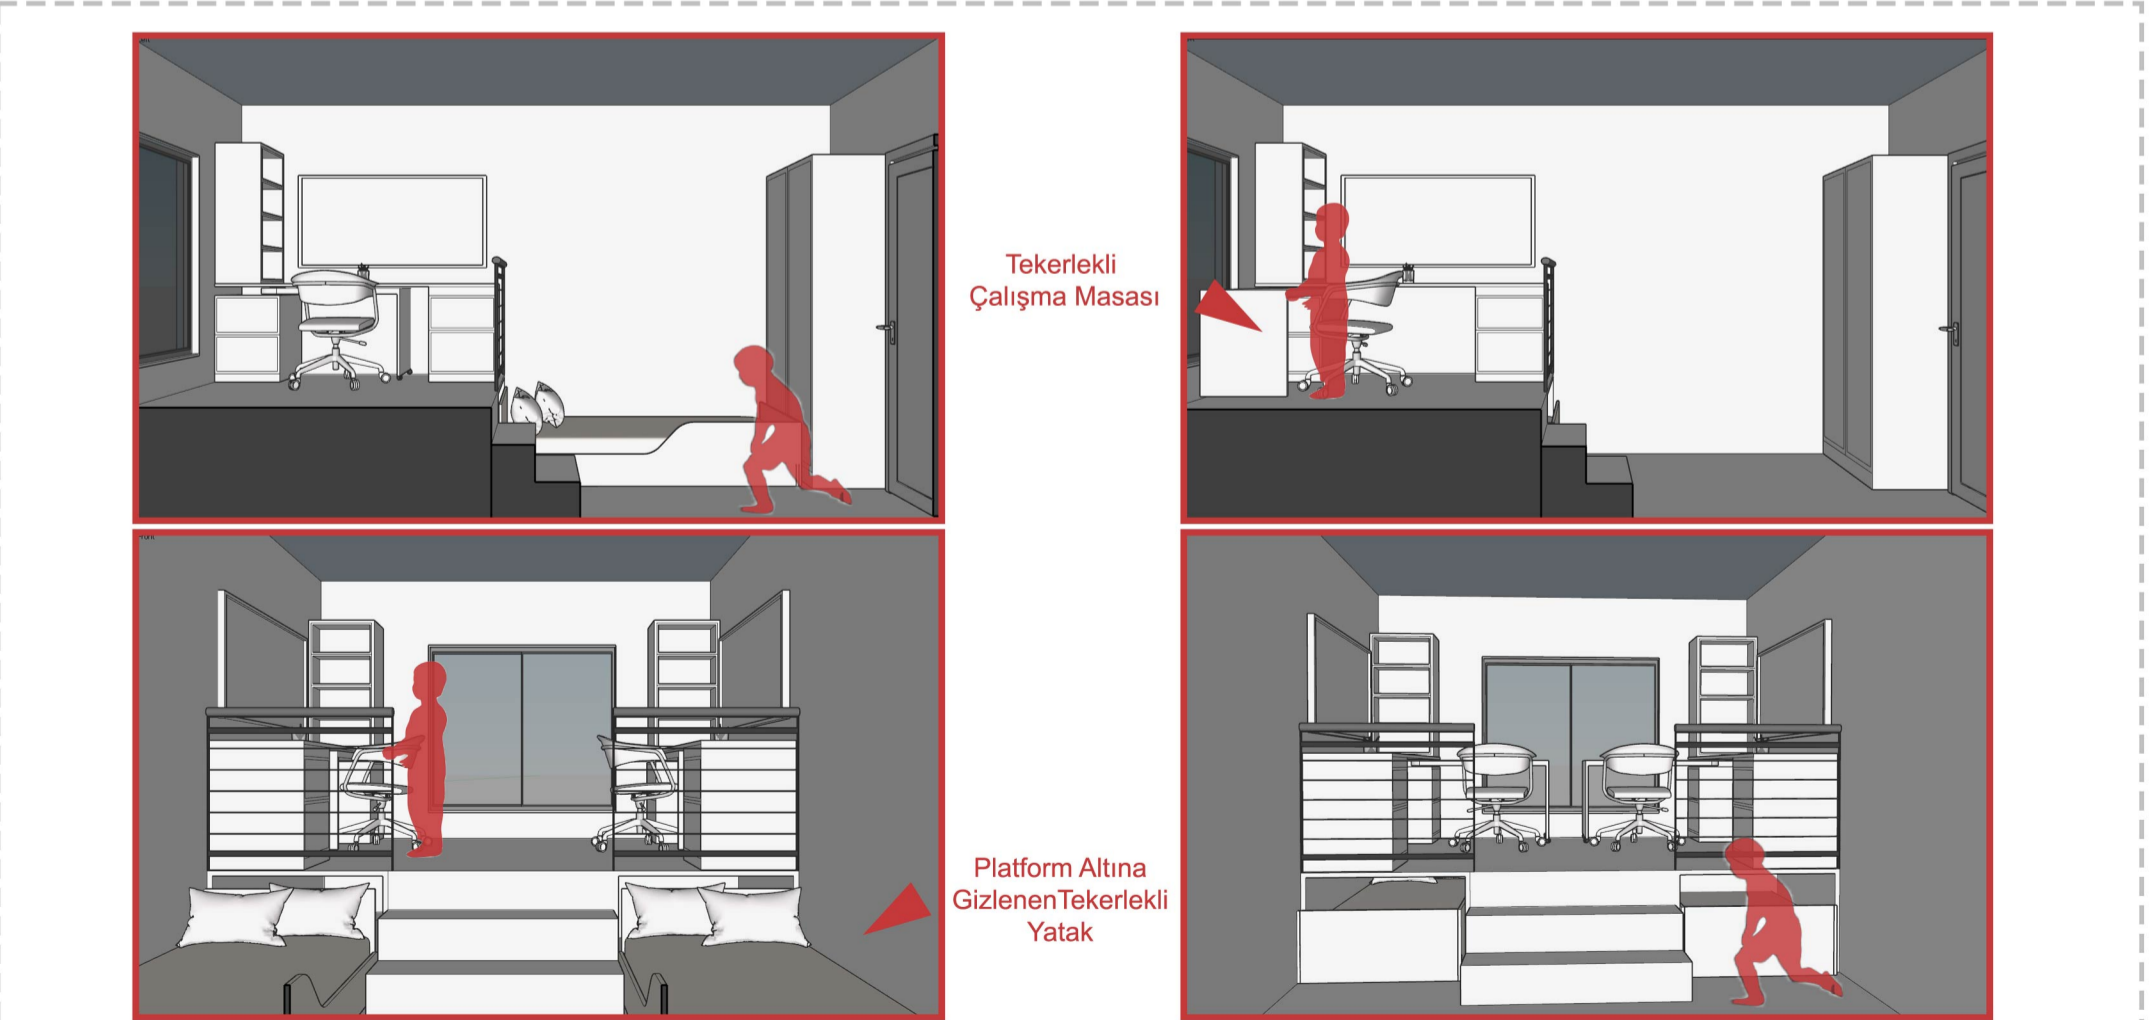 Tekerlekli
Çalışma Masası
Platform Altına
GizlenenTekerlekli
Yatak